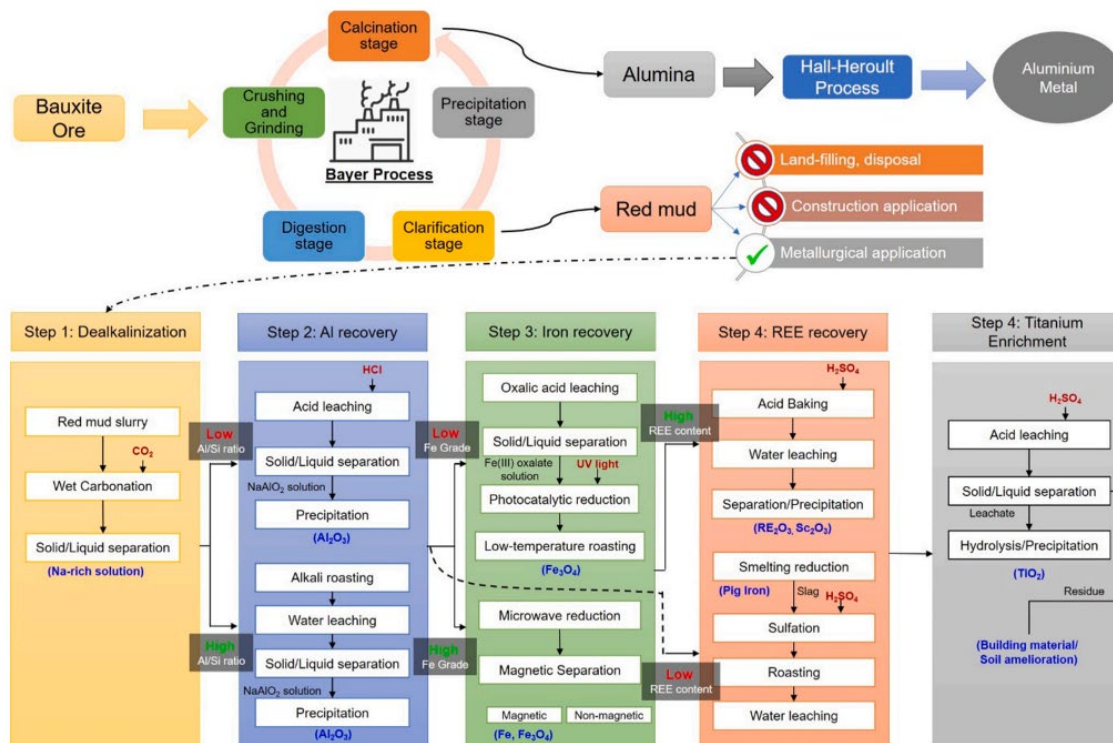 Calcination
stage
Bauxite
Ore
Crushing
and
Grinding
Bayer Process
Precipitation
stage
Digestion
stage
Clarification
stage
Alumina
Hall-Heroult
Process
Aluminium
Metal
Red mud
Land-filling, disposal
Construction application
Metallurgical application
Step 1: Dealkalinization
Red mud slurry
CO₂
Wet Carbonation
Solid/Liquid separation
(Na-rich solution)
Low
Al/Si ratio
High
Al/Si ratio
Step 2: Al recovery
HCl
Acid leaching
Solid/Liquid separation
NaAlO₂ solution
Precipitation
(Al₂O₃)
Alkali roasting
Water leaching
Solid/Liquid separation
NaAlO₂ solution
Precipitation
(Al₂O₃)
Low
Fe Grade
High
Fe Grade
Step 3: Iron recovery
Oxalic acid leaching
Solid/Liquid separation
Fe(III) oxalate
solution
UV light
Photocatalytic reduction
Low-temperature roasting
(Fe₃O₄)
Microwave reduction
Magnetic Separation
Magnetic
Non-magnetic
(Fe, Fe₃O₄)
High
REE content
Low
REE content
Step 4: REE recovery
H₂SO₄
Acid Baking
Water leaching
Separation/Precipitation
(RE₂O₃, Sc₂O₃)
Smelting reduction
(Pig Iron)
Slag
H₂SO₄
Sulfation
Roasting
Water leaching
Step 4: Titanium
Enrichment
H₂SO₄
Acid leaching
Solid/Liquid separation
Leachate
Hydrolysis/Precipitation
(TiO₂)
Residue
(Building material/
Soil amelioration)